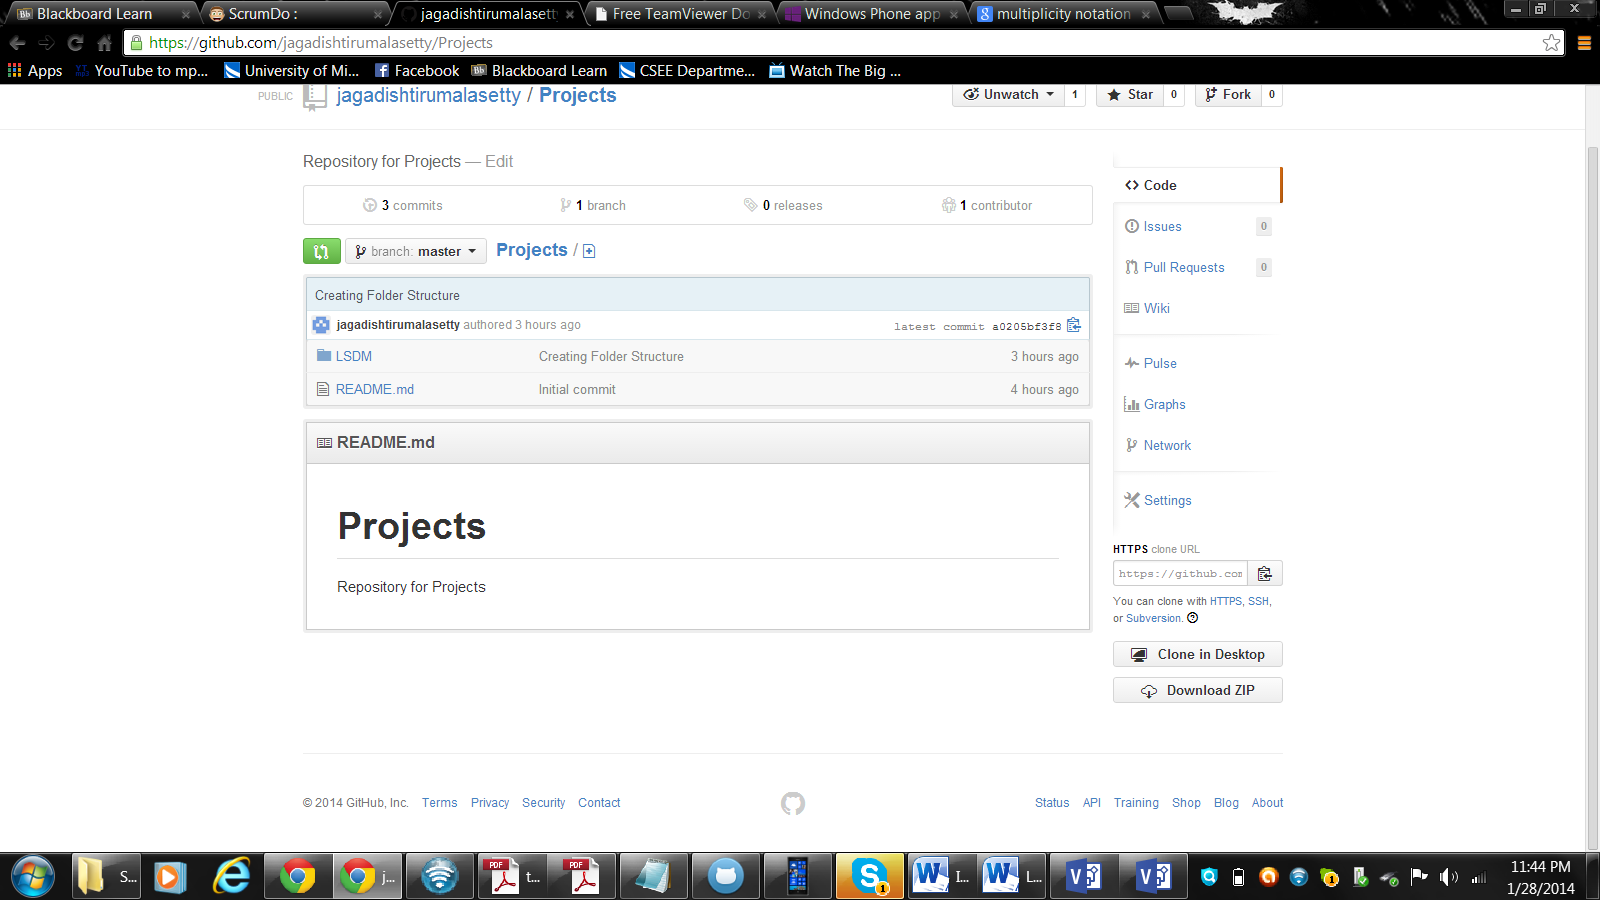 Blackboard Learn
ScrumDo :
jagadishtirumalasett
Free TeamViewer Do
Windows Phone app
multiplicity notation
https://github.com/jagadishtirumalasetty/Projects
Apps
YouTube to mp...
University of Mi...
Facebook
Blackboard Learn
CSEE Departme...
Watch The Big ...
PUBLIC
jagadishtirumalasetty / Projects
Unwatch 1
Star 0
Fork 0
Repository for Projects — Edit
3 commits
1 branch
0 releases
1 contributor
branch: master
Projects /
Creating Folder Structure
jagadishtirumalasetty authored 3 hours ago
latest commit a0205bf3f8
LSDM Creating Folder Structure 3 hours ago
README.md Initial commit 4 hours ago
README.md
Projects
Repository for Projects
Code
Issues 0
Pull Requests 0
Wiki
Pulse
Graphs
Network
Settings
HTTPS clone URL
https://github.com
You can clone with HTTPS, SSH,
or Subversion.
Clone in Desktop
Download ZIP
© 2014 GitHub, Inc. Terms Privacy Security Contact
Status API Training Shop Blog About
S...
j...
PDF t...
PDF
I...
L...
11:44 PM
1/28/2014